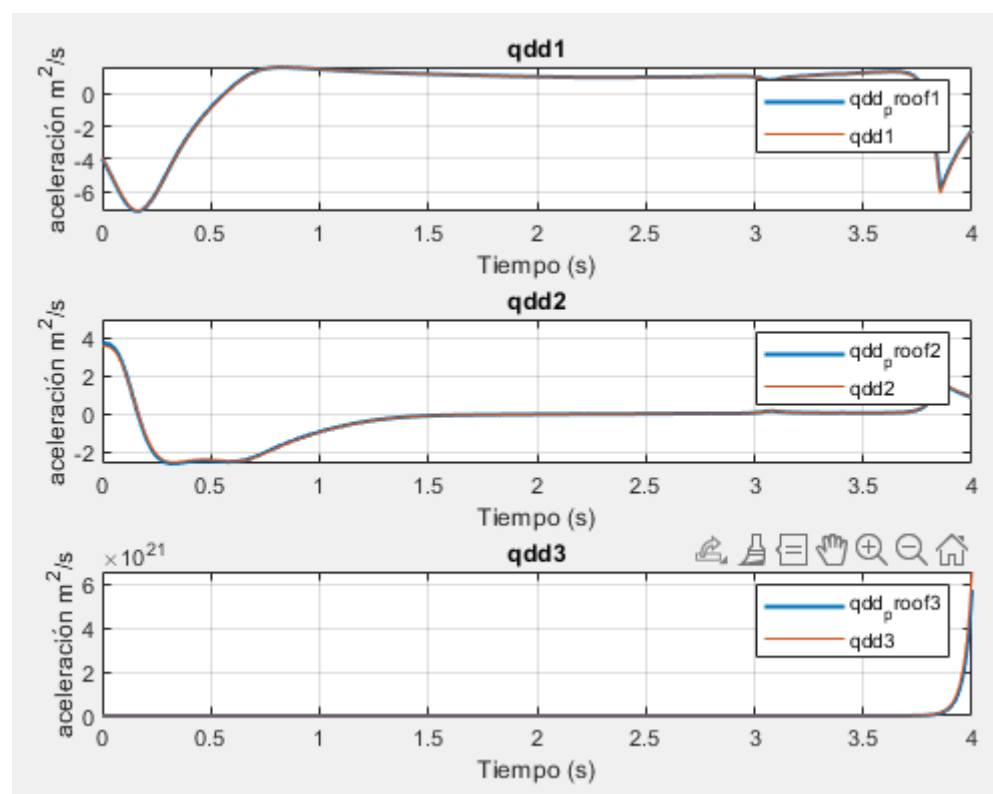 qdd1
aceleración m²/s
0
-2
-4
-6
qdd_proof1
qdd1
0 0.5 1 1.5 2 2.5 3 3.5 4
Tiempo (s)
qdd2
aceleración m²/s
4
2
0
-2
qdd_proof2
qdd2
0 0.5 1 1.5 2 2.5 3 3.5 4
Tiempo (s)
qdd3
×10²¹
aceleración m²/s
6
4
2
0
qdd_proof3
qdd3
0 0.5 1 1.5 2 2.5 3 3.5 4
Tiempo (s)